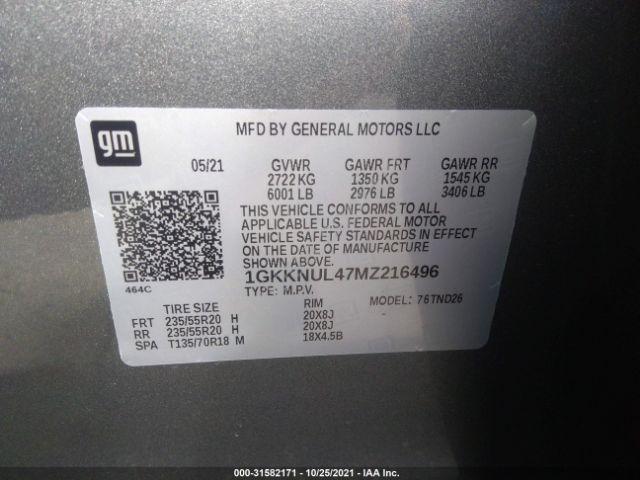 gm
MFD BY GENERAL MOTORS LLC
05/21 GVWR GAWR FRT GAWR RR
2722 KG 1350 KG 1545 KG
6001 LB 2976 LB 3406 LB
THIS VEHICLE CONFORMS TO ALL
APPLICABLE U.S. FEDERAL MOTOR
VEHICLE SAFETY STANDARDS IN EFFECT
ON THE DATE OF MANUFACTURE
SHOWN ABOVE.
464C 1GKKNUL47MZ216496
TYPE: M.P.V. MODEL: 76TND26
TIRE SIZE RIM
FRT 235/55R20 H 20X8J -
RR 235/55R20 H 20X8J -
SPA T135/70R18 M 18X4.5B
000-31582171 - 10/25/2021 - IAA Inc.